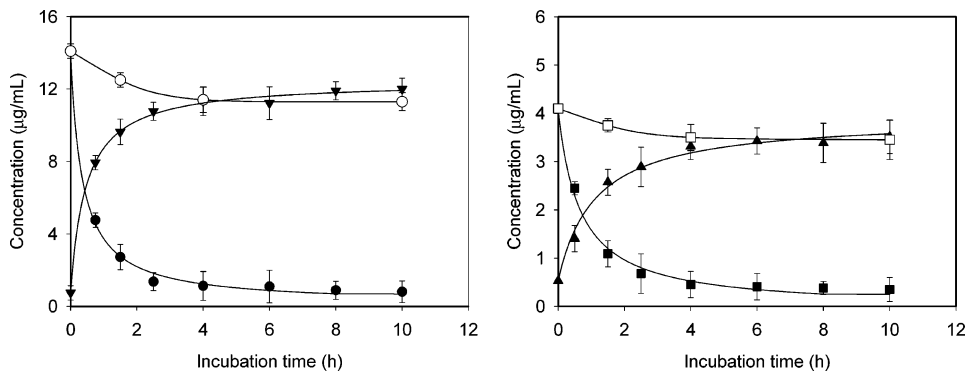 16
12
8
4
0
Concentration (µg/mL)
0 2 4 6 8 10 12
Incubation time (h)
6
5
4
3
2
1
0
Concentration (µg/mL)
0 2 4 6 8 10 12
Incubation time (h)